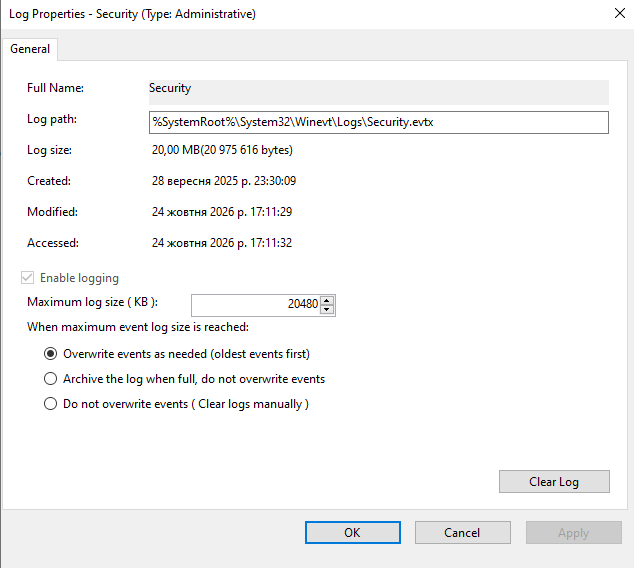 Log Properties - Security (Type: Administrative)
General
Full Name: Security
Log path: %SystemRoot%\System32\Winevt\Logs\Security.evtx
Log size: 20,00 MB(20 975 616 bytes)
Created: 28 вересня 2025 р. 23:30:09
Modified: 24 жовтня 2026 р. 17:11:29
Accessed: 24 жовтня 2026 р. 17:11:32
Enable logging
Maximum log size ( KB ): 20480
When maximum event log size is reached:
Overwrite events as needed (oldest events first)
Archive the log when full, do not overwrite events
Do not overwrite events ( Clear logs manually )
Clear Log
OK Cancel Apply